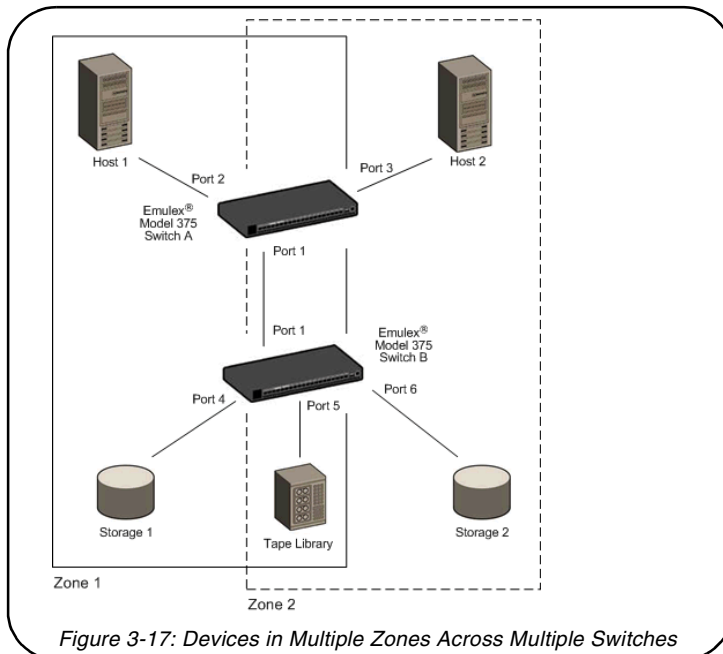 Host 1
Host 2
Port 2
Port 3
Emulex®
Model 375
Switch A
Port 1
Port 1
Emulex®
Model 375
Switch B
Port 4
Port 5
Port 6
Storage 1
Tape Library
Storage 2
Zone 1
Zone 2
Figure 3-17: Devices in Multiple Zones Across Multiple Switches